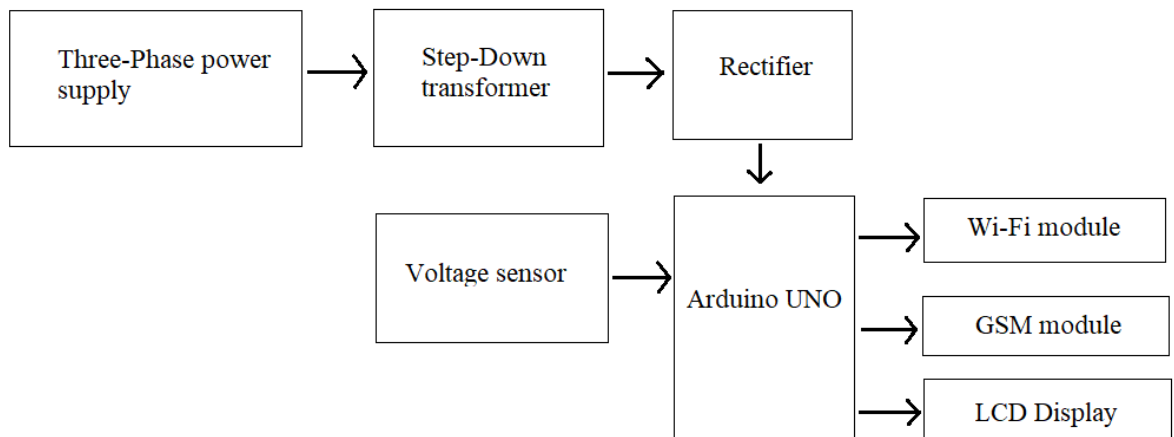 Three-Phase power
supply
Step-Down
transformer
Rectifier
Voltage sensor
Arduino UNO
Wi-Fi module
GSM module
LCD Display